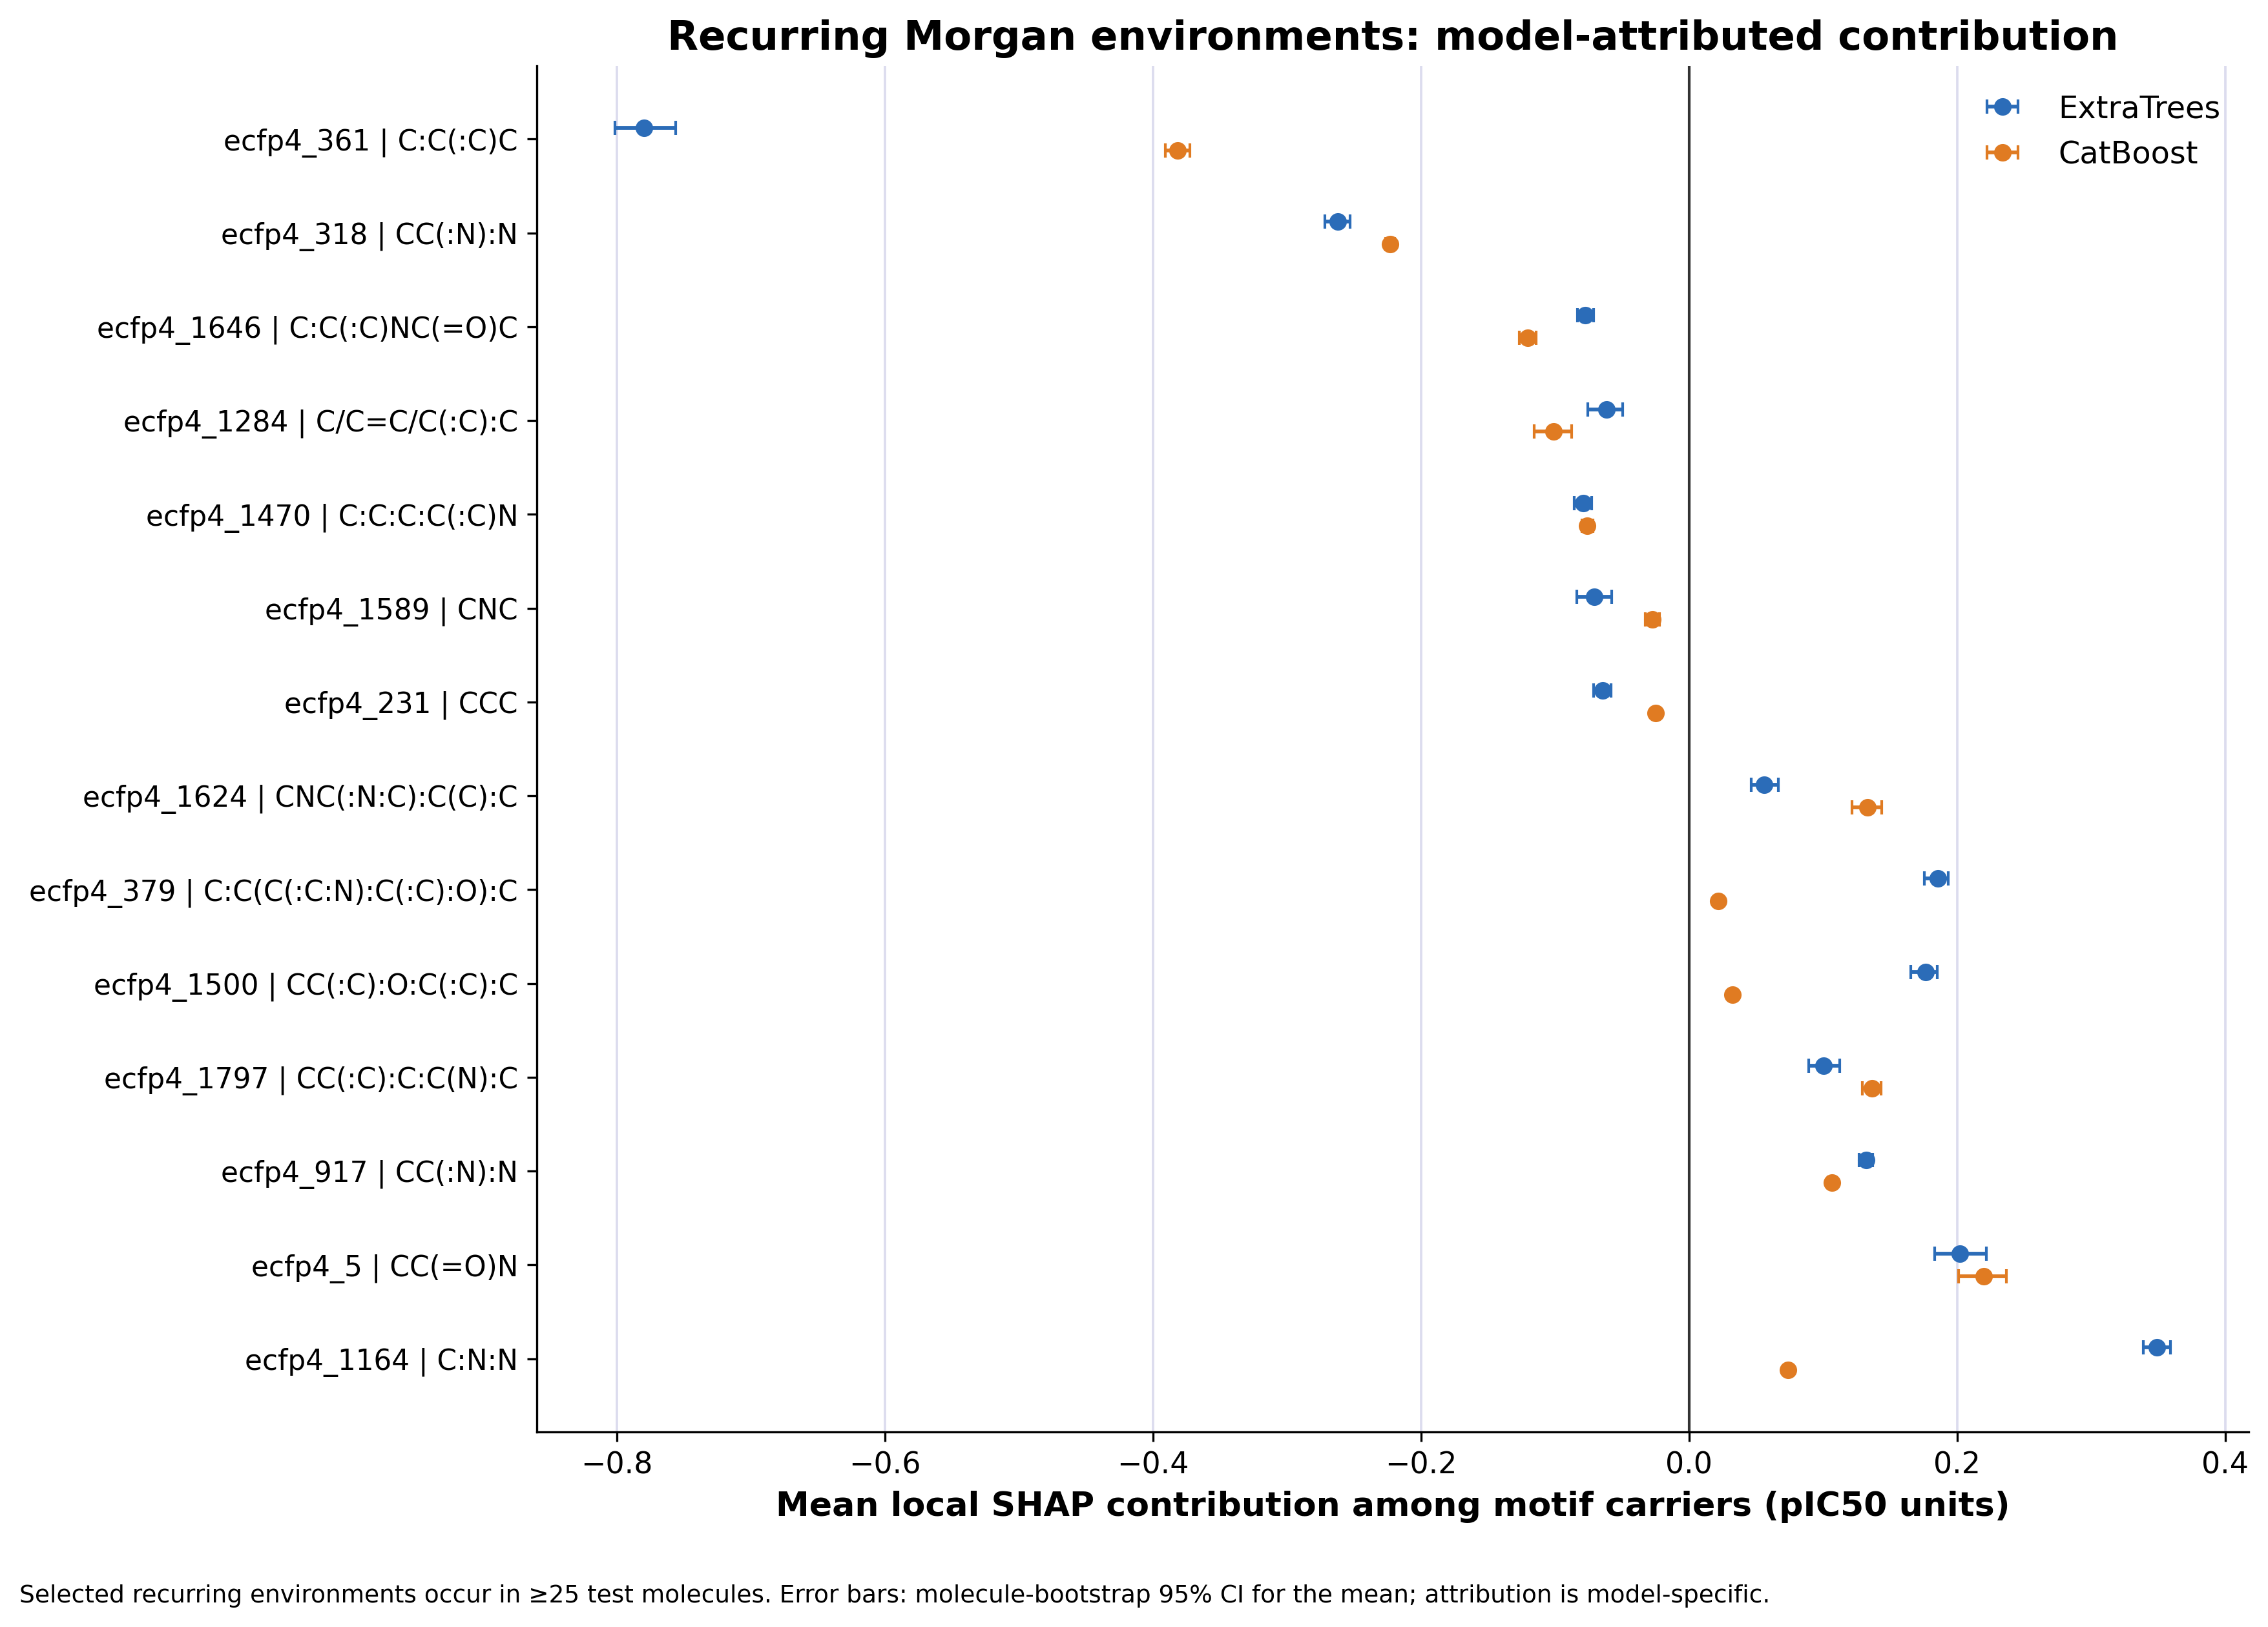 Recurring Morgan environments: model-attributed contribution
ExtraTrees
CatBoost
ecfp4_361 | C:C(:C)C
ecfp4_318 | CC(:N):N
ecfp4_1646 | C:C(:C)NC(=O)C
ecfp4_1284 | C/C=C/C(:C):C
ecfp4_1470 | C:C:C:C(:C)N
ecfp4_1589 | CNC
ecfp4_231 | CCC
ecfp4_1624 | CNC(:N:C):C(C):C
ecfp4_379 | C:C(C(:C:N):C(:C):O):C
ecfp4_1500 | CC(:C):O:C(:C):C
ecfp4_1797 | CC(:C):C:C(N):C
ecfp4_917 | CC(:N):N
ecfp4_5 | CC(=O)N
ecfp4_1164 | C:N:N
−0.8 −0.6 −0.4 −0.2 0.0 0.2 0.4
Mean local SHAP contribution among motif carriers (pIC50 units)
Selected recurring environments occur in ≥25 test molecules. Error bars: molecule-bootstrap 95% CI for the mean; attribution is model-specific.